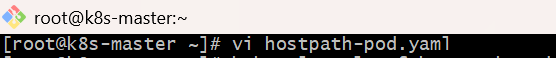 root@k8s-master:~
[root@k8s-master ~]# vi hostpath-pod.yaml